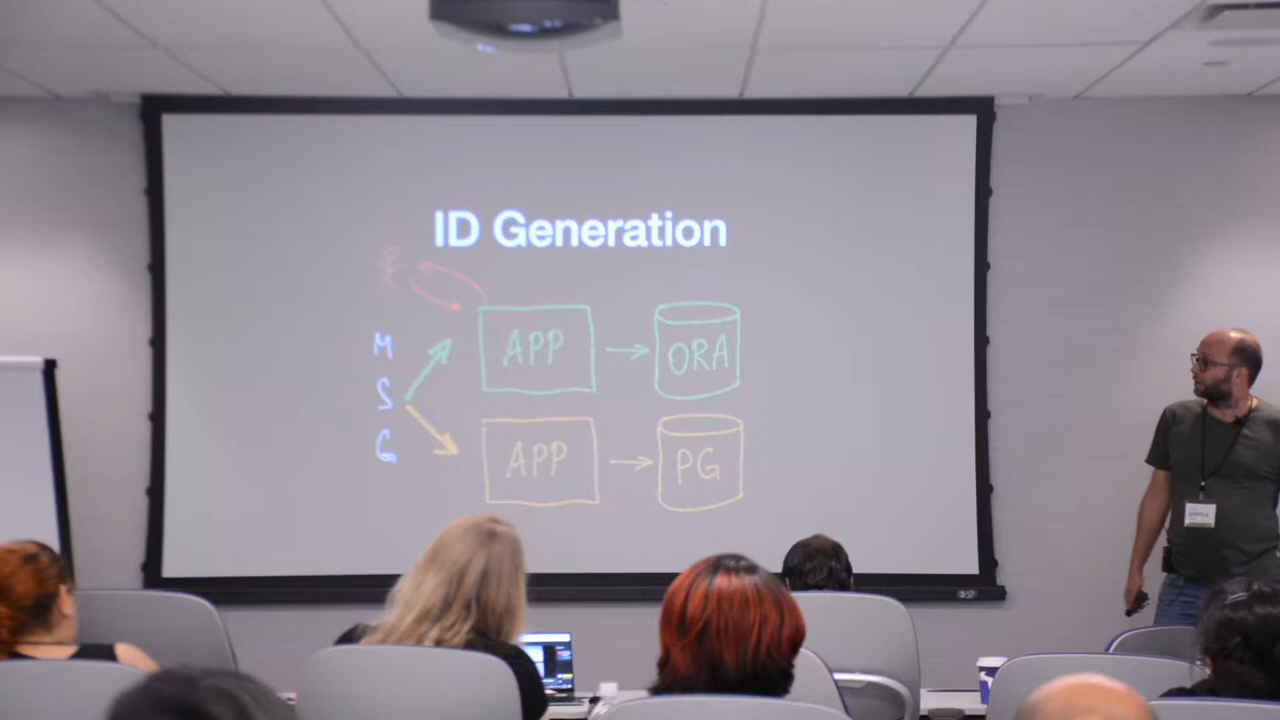 ID Generation
M
S
G
APP
ORA
APP
PG